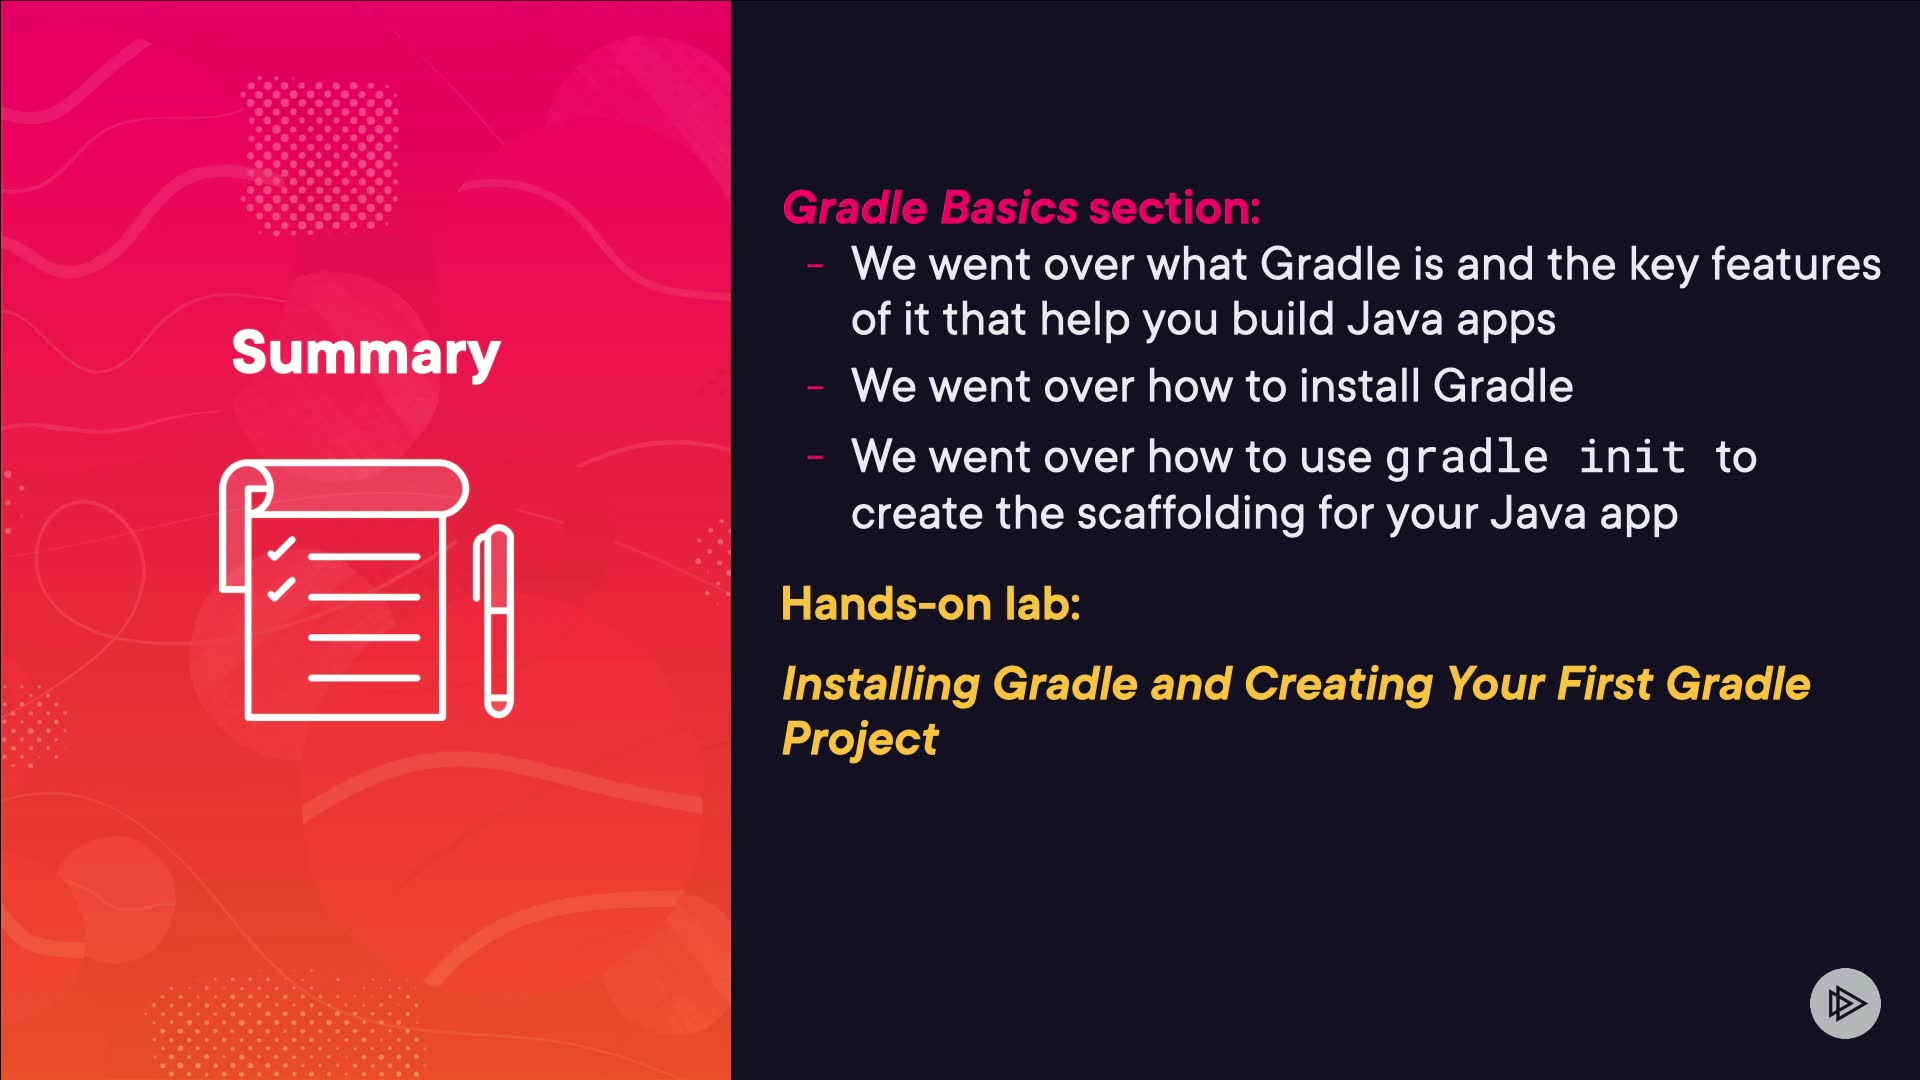 Summary
Gradle Basics section:
- We went over what Gradle is and the key features
of it that help you build Java apps
- We went over how to install Gradle
- We went over how to use gradle init to
create the scaffolding for your Java app
Hands-on lab:
Installing Gradle and Creating Your First Gradle
Project